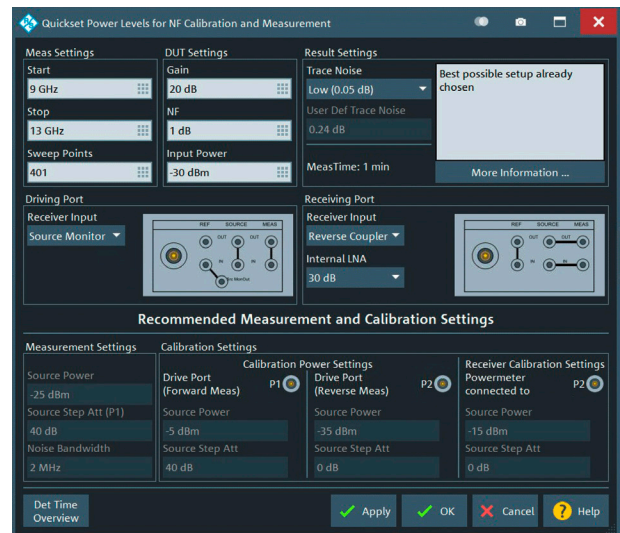 Quickset Power Levels for NF Calibration and Measurement
Meas Settings
Start
9 GHz
Stop
13 GHz
Sweep Points
401
DUT Settings
Gain
20 dB
NF
1 dB
Input Power
-30 dBm
Result Settings
Trace Noise
Low (0.05 dB)
User Def Trace Noise
0.24 dB
MeasTime: 1 min
Best possible setup already
chosen
More Information ...
Driving Port
Receiver Input
Source Monitor
REF SOURCE MEAS
OUT OUT
IN IN
Receiving Port
Receiver Input
Reverse Coupler
Internal LNA
30 dB
REF SOURCE MEAS
OUT OUT
IN IN
Recommended Measurement and Calibration Settings
Measurement Settings
Source Power
-25 dBm
Source Step Att (P1)
40 dB
Noise Bandwidth
2 MHz
Calibration Settings
Calibration Power Settings
Drive Port
(Forward Meas)
P1
Source Power
-5 dBm
Source Step Att
40 dB
Drive Port
(Reverse Meas)
P2
Source Power
-35 dBm
Source Step Att
0 dB
Receiver Calibration Settings
Powermeter
connected to
P2
Source Power
-15 dBm
Source Step Att
0 dB
Det Time
Overview
Apply
OK
Cancel
Help